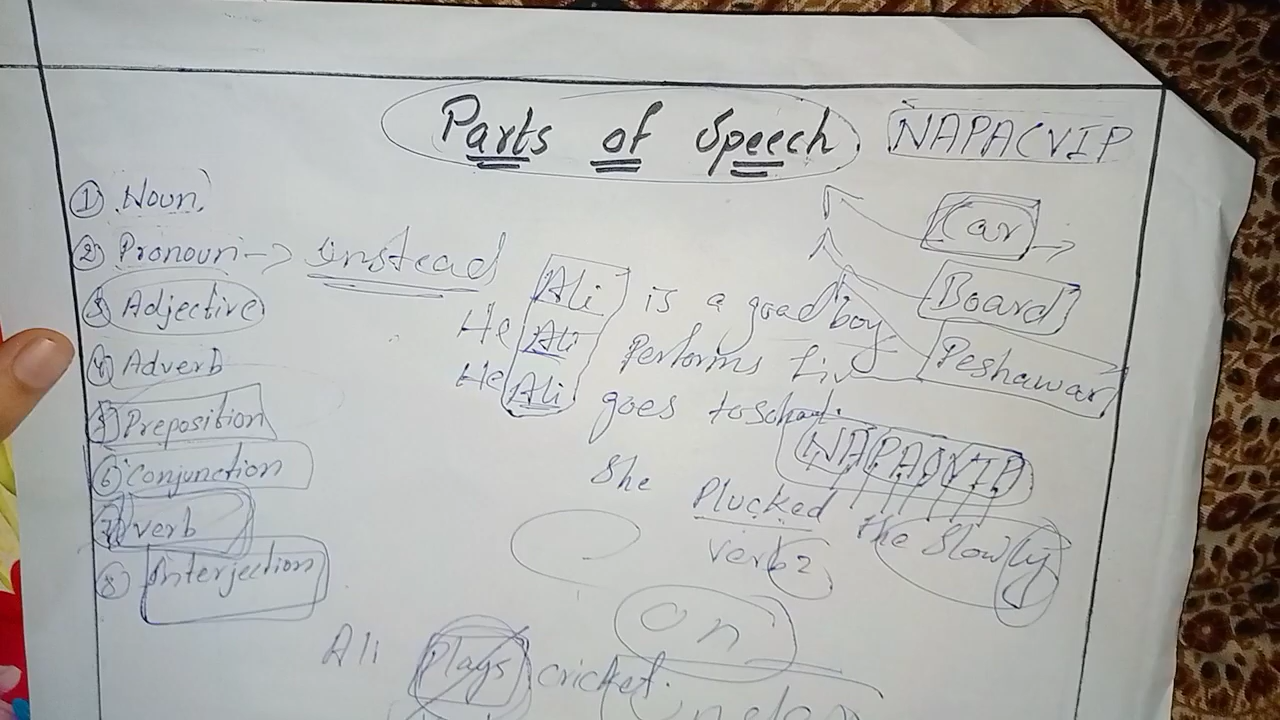 Parts of Speech NAPACVIP
① Noun
② Pronoun -> instead
③ Adjective
④ Adverb
⑤ Preposition
⑥ Conjunction
⑦ verb
⑧ Interjection
Car
Board
Peshawar
Ali is a good boy
He Ali Performs
He Ali goes to school.
NAPACVIP
She Plucked the Slowly
verb 2
On
Ali Plays cricket.
Under